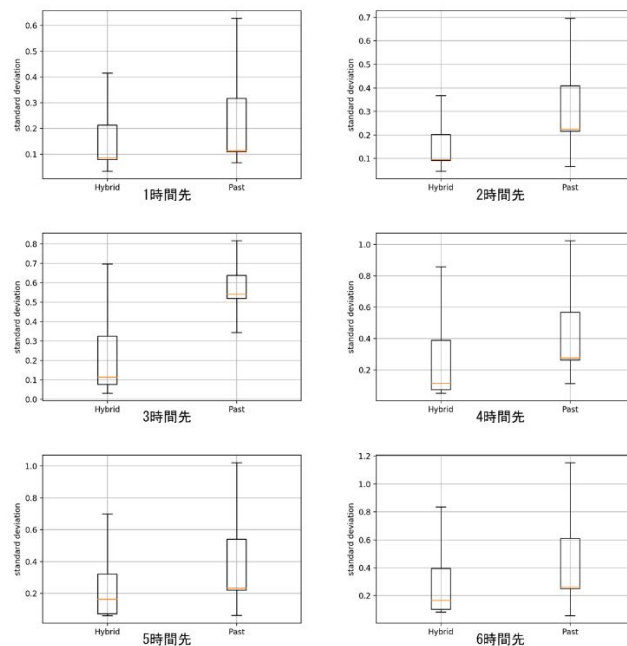 0.6
0.5
0.4
0.3
0.2
0.1
standard deviation
Hybrid
Past
1時間先
0.7
0.6
0.5
0.4
0.3
0.2
0.1
standard deviation
Hybrid
Past
2時間先
0.8
0.7
0.6
0.5
0.4
0.3
0.2
0.1
0.0
standard deviation
Hybrid
Past
3時間先
1.0
0.8
0.6
0.4
0.2
standard deviation
Hybrid
Past
4時間先
1.0
0.8
0.6
0.4
0.2
standard deviation
Hybrid
Past
5時間先
1.2
1.0
0.8
0.6
0.4
0.2
standard deviation
Hybrid
Past
6時間先